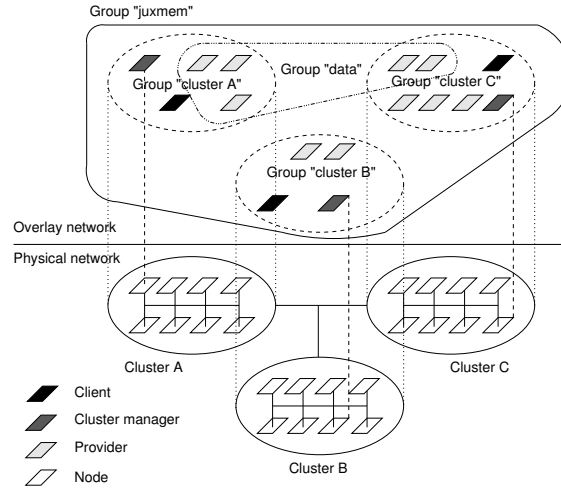 Group "juxmem"
Group "data"
Group "cluster A"
Group "cluster C"
Group "cluster B"
Overlay network
Physical network
Cluster A
Cluster C
Cluster B
Client
Cluster manager
Provider
Node